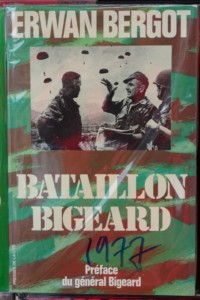 ERWAN BERGOT
BATAILLON
BIGEARD
1977
Préface
du général Bigeard